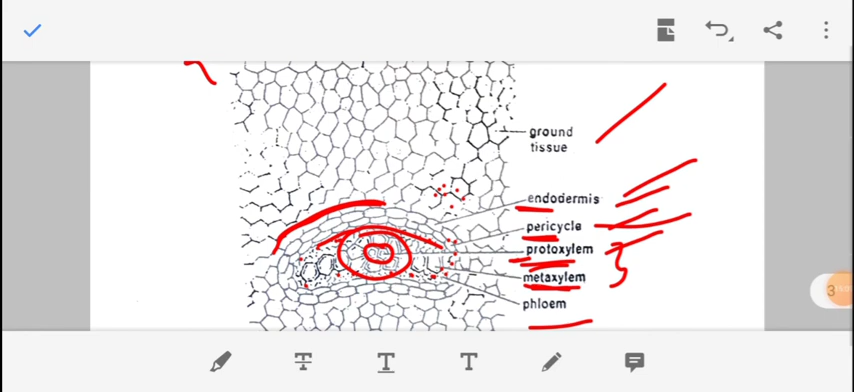 ground
tissue
endodermis
pericycle
protoxylem
metaxylem
phloem